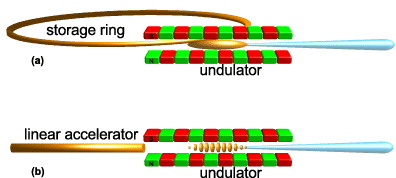 storage ring
S
N
(a)
undulator
linear accelerator
S
N
(b)
undulator